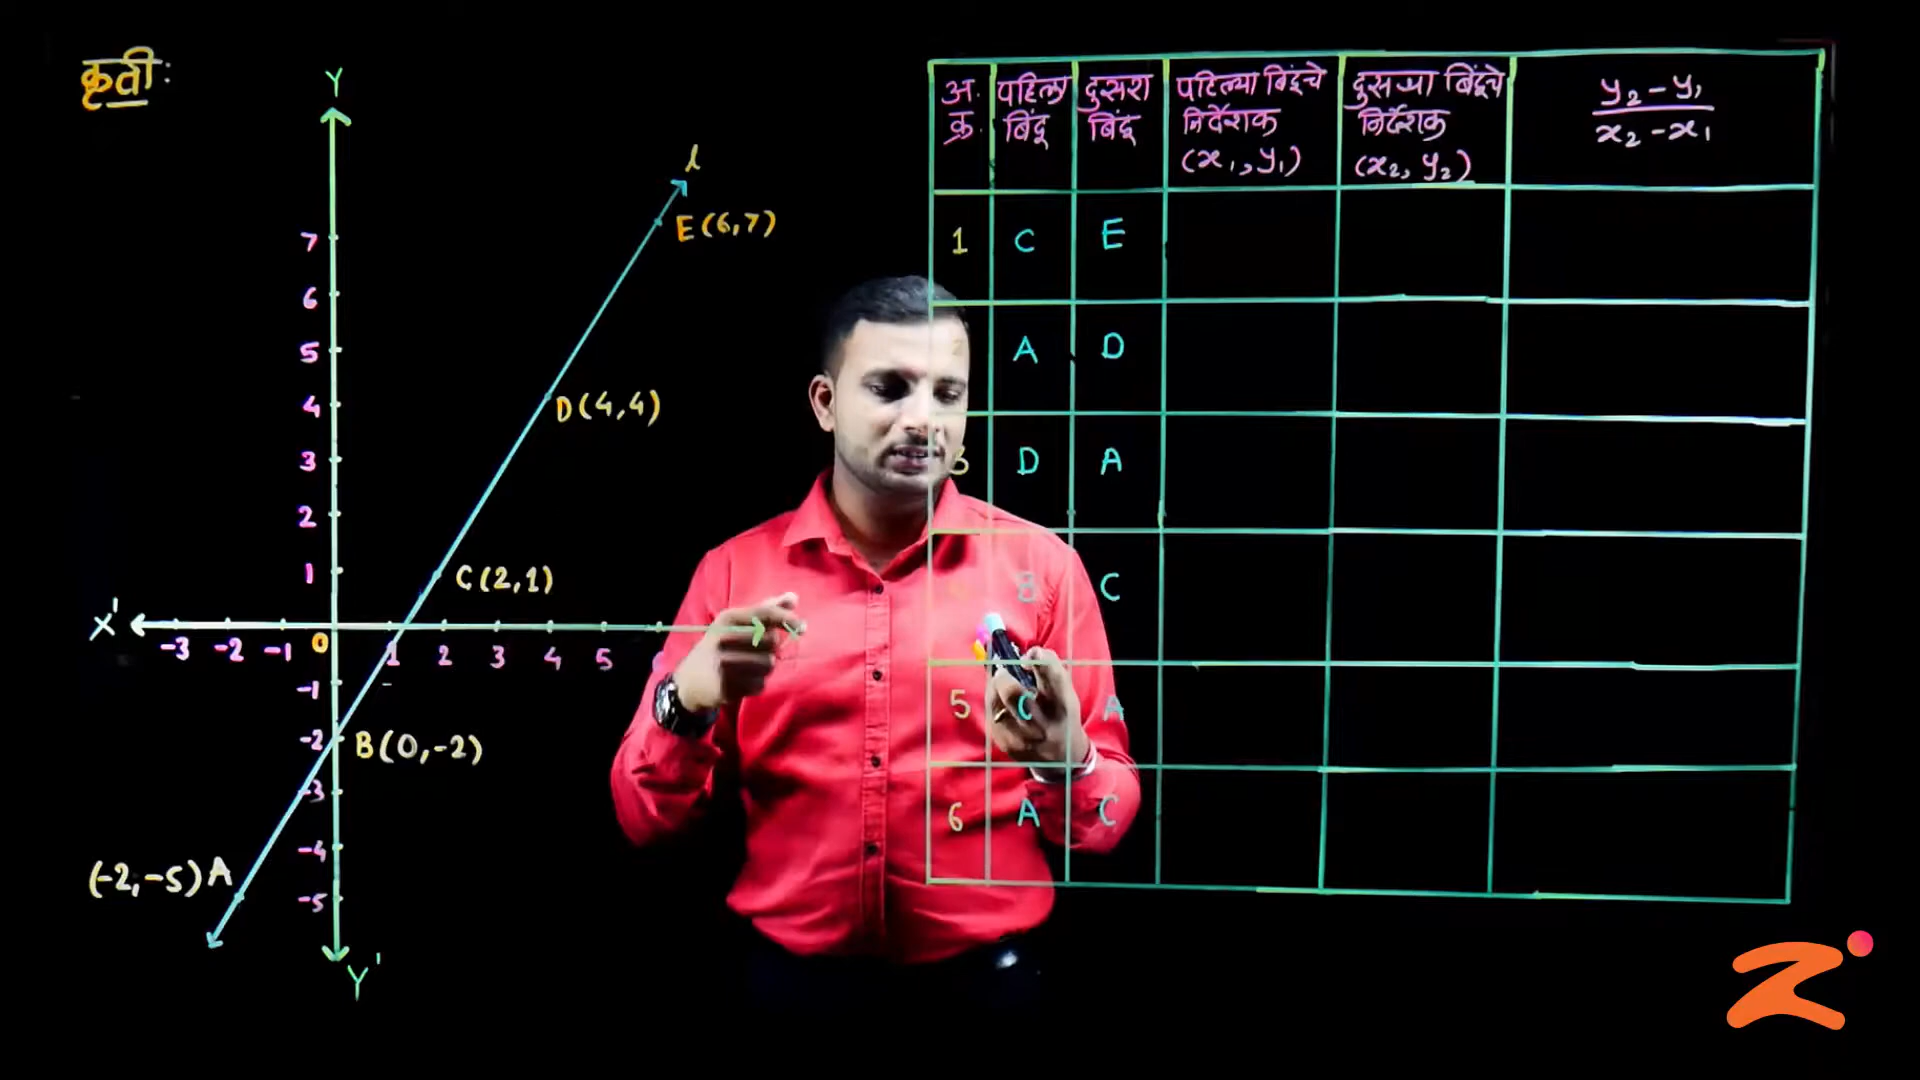 कृती:
Y
l
E(6,7)
7
6
5
4
D(4,4)
3
2
1
C(2,1)
X'
-3 -2 -1 0 1 2 3 4 5
-1
-2
B(0,-2)
-3
-4
(-2,-5)A
-5
Y'
अ.
क्र.
पहिला
बिंदू
दुसरा
बिंदू
पहिल्या बिंदूचे
निर्देशक
(x₁,y₁)
दुसऱ्या बिंदूचे
निर्देशक
(x₂, y₂)
y₂-y₁
x₂-x₁
1 C E
A D
3 D A
B C
5 C A
6 A C